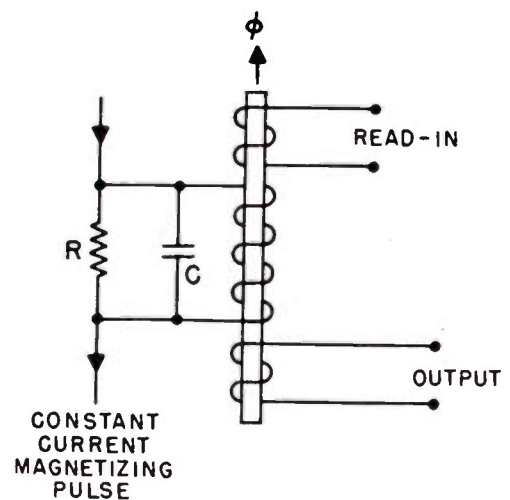 ϕ
READ-IN
R
C
OUTPUT
CONSTANT
CURRENT
MAGNETIZING
PULSE